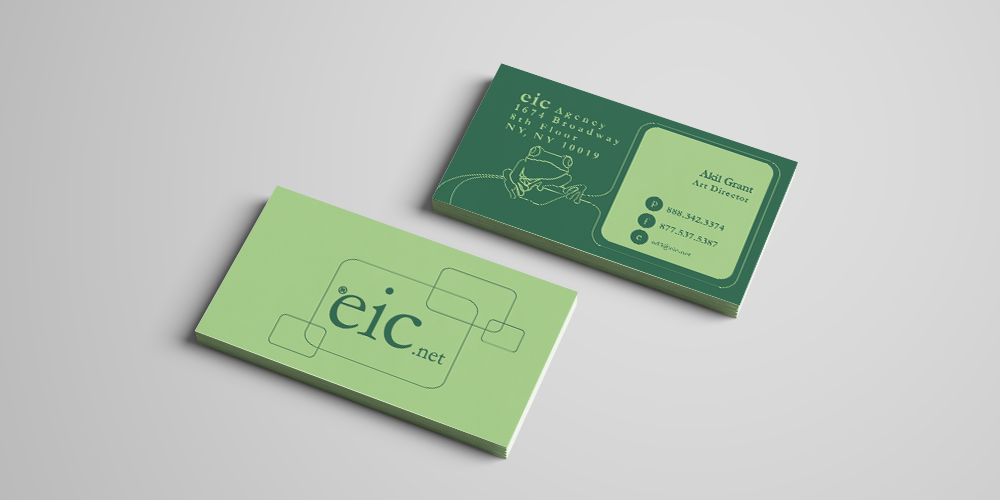 eic Agency
1674 Broadway
8th Floor
NY, NY 10019
Akil Grant
Art Director
p 888.342.3374
f 877.537.5387
e
® eic.net